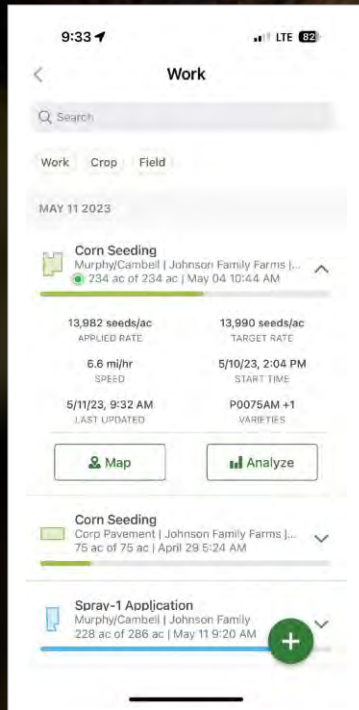 9:33 LTE 82
Work
Search
Work Crop Field
MAY 11 2023
Corn Seeding
Murphy/Cambell | Johnson Family Farms |...
234 ac of 234 ac | May 04 10:44 AM
13,982 seeds/ac 13,990 seeds/ac
APPLIED RATE TARGET RATE
6.6 mi/hr 5/10/23, 2:04 PM
SPEED START TIME
5/11/23, 9:32 AM P0075AM +1
LAST UPDATED VARIETIES
Map Analyze
Corn Seeding
Corp Pavement | Johnson Family Farms |...
75 ac of 75 ac | April 29 5:24 AM
Spray-1 Application
Murphy/Cambell | Johnson Family
228 ac of 286 ac | May 11 9:20 AM
+